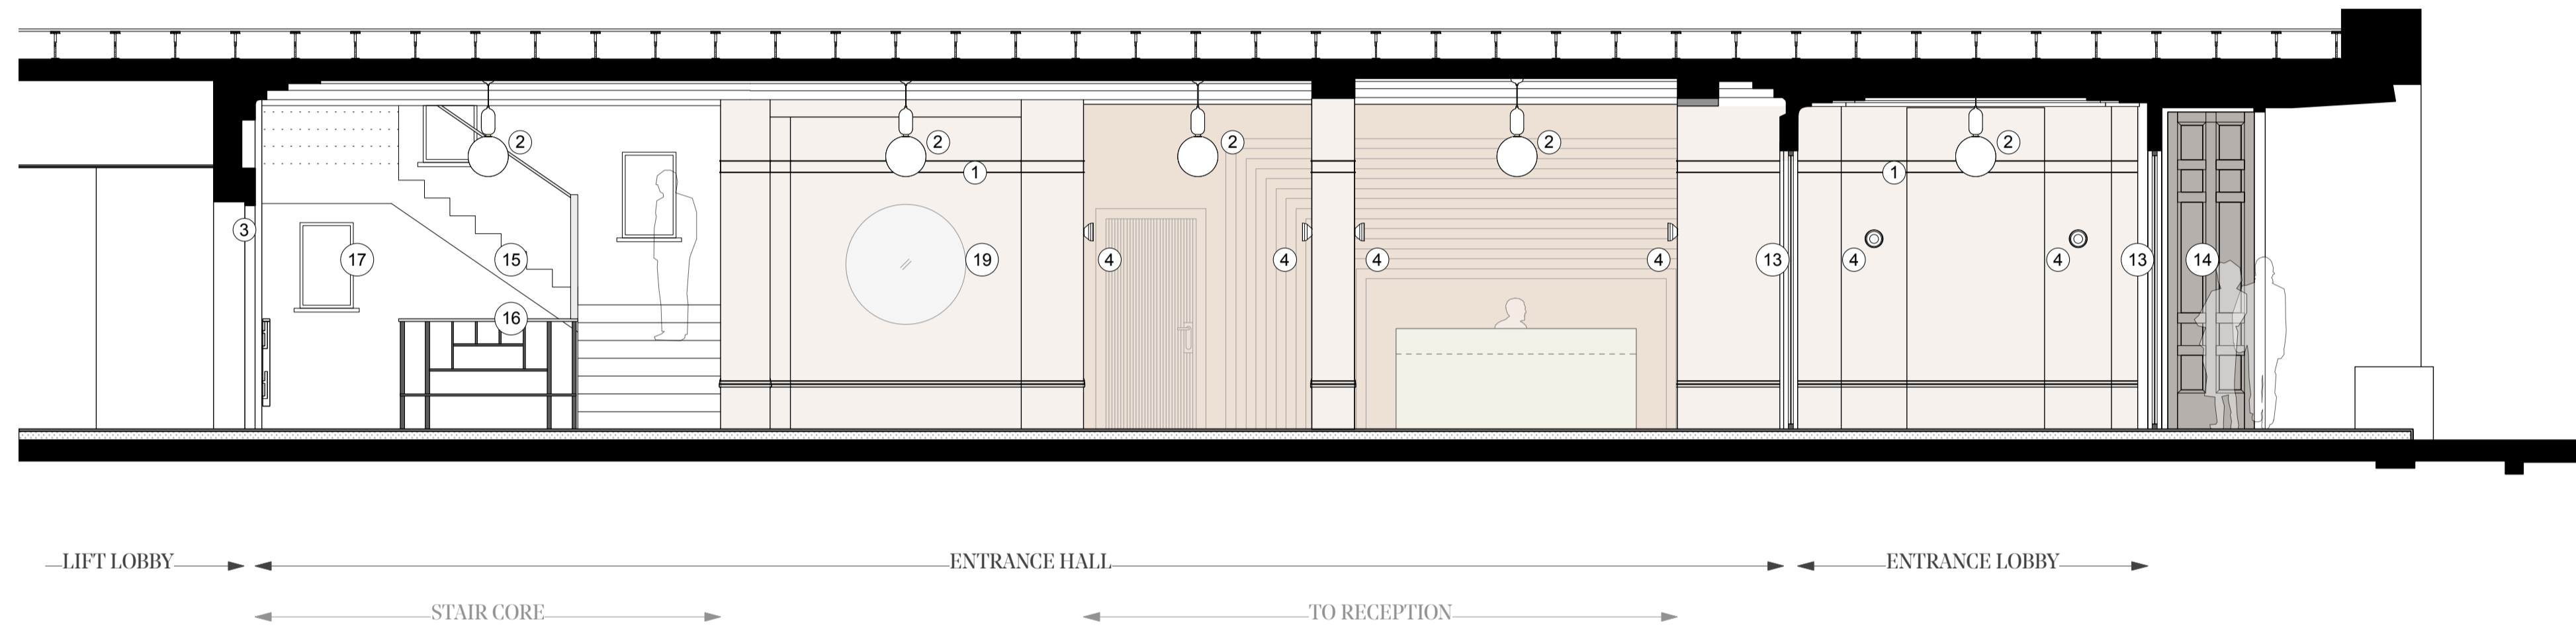 2 2 2 2 2
1 1
3
4 4 4 4 4 4
17 15 19 13 13 14
16
LIFT LOBBY ENTRANCE HALL ENTRANCE LOBBY
STAIR CORE TO RECEPTION